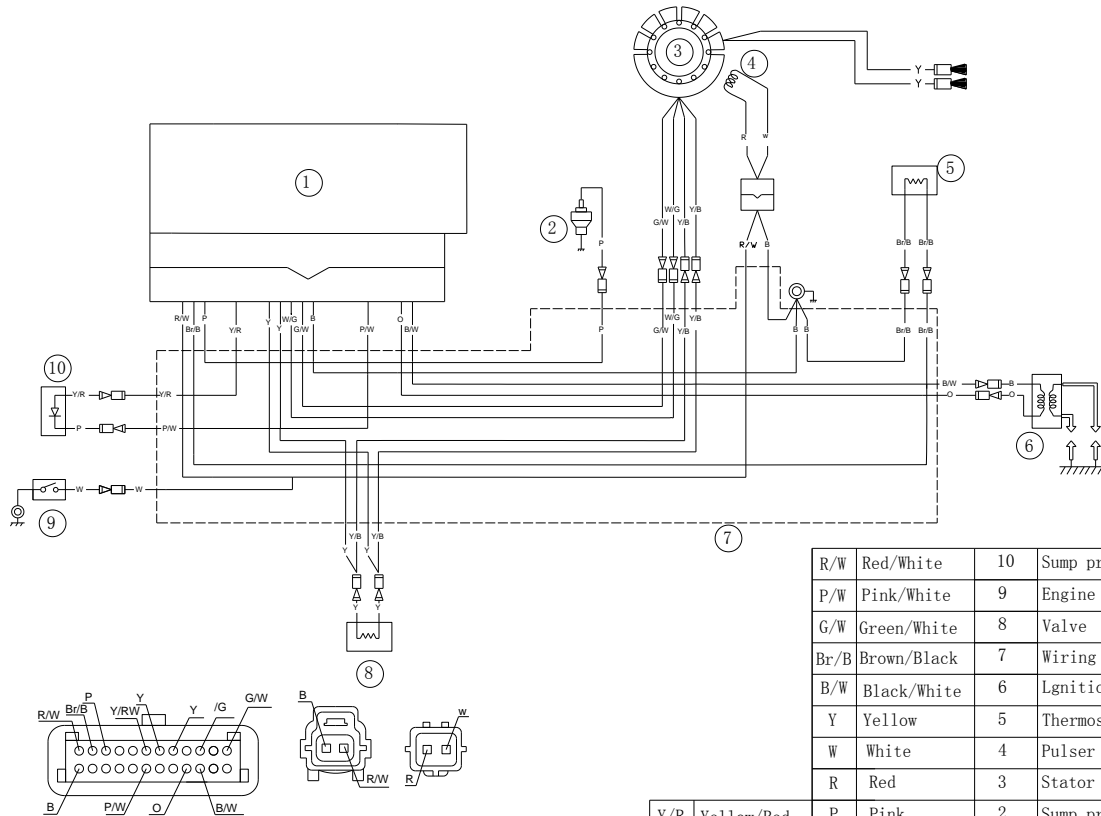 3
4
Y
Y
1
5
2
R w
P
W/G Y/B
G/W Y/B
Br/B Br/B
R/W B
R/W P Y Y W/G B P/W O
Br/B Y/R G/W B/W
P
W/G Y/B
G/W Y/B
B B
Br/B Br/B
10
Y/R Y/R
B/W B
O O
P P/W
6
W W
9
Y/B Y/B
Y Y
7
Y Y
8
R/W Red/White 10
P/W Pink/White 9 Engine
G/W Green/White 8 Valve
Br/B Brown/Black 7 Wiring
B/W Black/White 6 Lgnitio
Y Yellow 5 Thermos
W White 4 Pulser
R Red 3 Stator
Y/R Yellow/Red P Pink 2 Sump pr
R/W Br/B P Y/RW Y Y /G G/W
B P/W O B/W
B
R/W
w
R